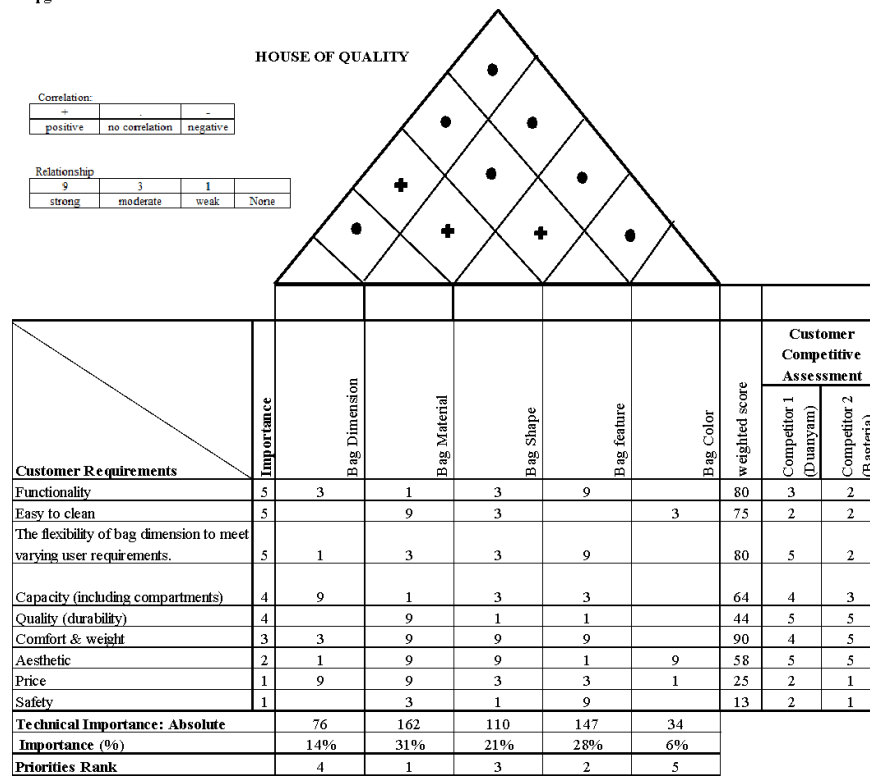 HOUSE OF QUALITY
Correlation:
+ . -
positive no correlation negative
Relationship
9 3 1
strong moderate weak None
Customer Requirements Importance Bag Dimension Bag Material Bag Shape Bag feature Bag Color weighted score
Customer
Competitive
Assessment
Competitor 1
(Duanyam)
Competitor 2
(Bagteria)
Functionality 5 3 1 3 9 80 3 2
Easy to clean 5 9 3 3 75 2 2
The flexibility of bag dimension to meet
varying user requirements. 5 1 3 3 9 80 5 2
Capacity (including compartments) 4 9 1 3 3 64 4 3
Quality (durability) 4 9 1 1 44 5 5
Comfort & weight 3 3 9 9 9 90 4 5
Aesthetic 2 1 9 9 1 9 58 5 5
Price 1 9 9 3 3 1 25 2 1
Safety 1 3 1 9 13 2 1
Technical Importance: Absolute 76 162 110 147 34
Importance (%) 14% 31% 21% 28% 6%
Priorities Rank 4 1 3 2 5